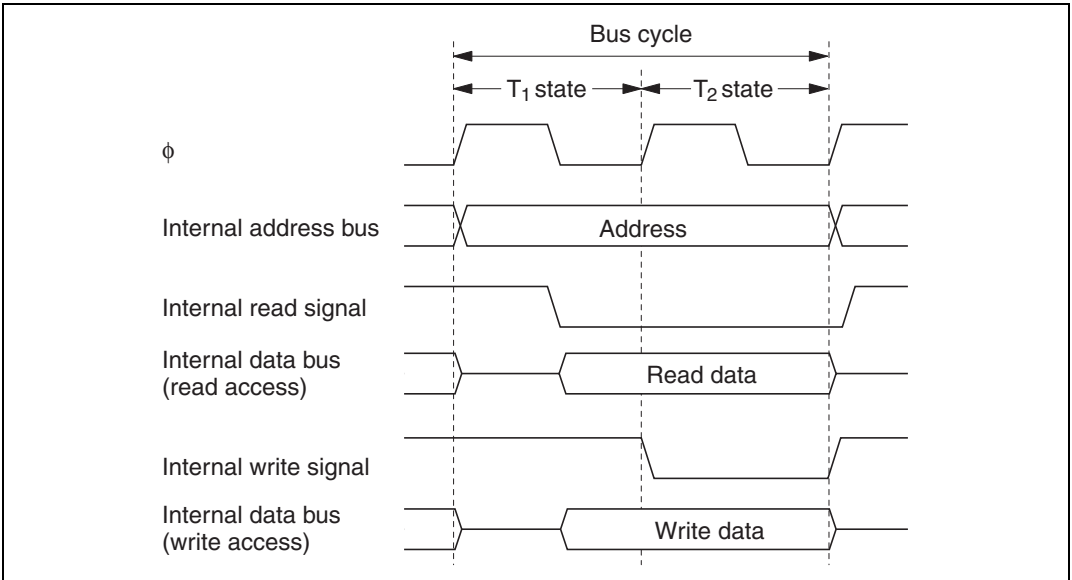 Bus cycle
T₁ state
T₂ state
ϕ
Internal address bus
Address
Internal read signal
Internal data bus
(read access)
Read data
Internal write signal
Internal data bus
(write access)
Write data